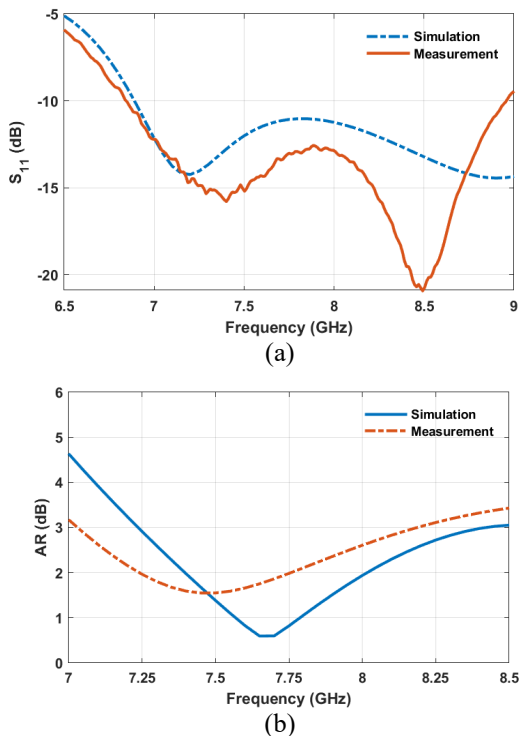 -5
-10
-15
-20
S11 (dB)
Simulation
Measurement
6.5 7 7.5 8 8.5 9
Frequency (GHz)
(a)
6
5
4
3
2
1
0
AR (dB)
Simulation
Measurement
7 7.25 7.5 7.75 8 8.25 8.5
Frequency (GHz)
(b)